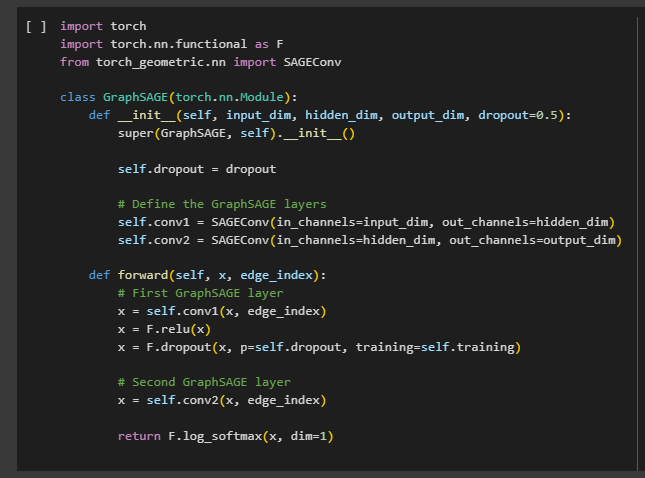 [ ] import torch
import torch.nn.functional as F
from torch_geometric.nn import SAGEConv
class GraphSAGE(torch.nn.Module):
def __init__(self, input_dim, hidden_dim, output_dim, dropout=0.5):
super(GraphSAGE, self).__init__()
self.dropout = dropout
# Define the GraphSAGE layers
self.conv1 = SAGEConv(in_channels=input_dim, out_channels=hidden_dim)
self.conv2 = SAGEConv(in_channels=hidden_dim, out_channels=output_dim)
def forward(self, x, edge_index):
# First GraphSAGE layer
x = self.conv1(x, edge_index)
x = F.relu(x)
x = F.dropout(x, p=self.dropout, training=self.training)
# Second GraphSAGE layer
x = self.conv2(x, edge_index)
return F.log_softmax(x, dim=1)